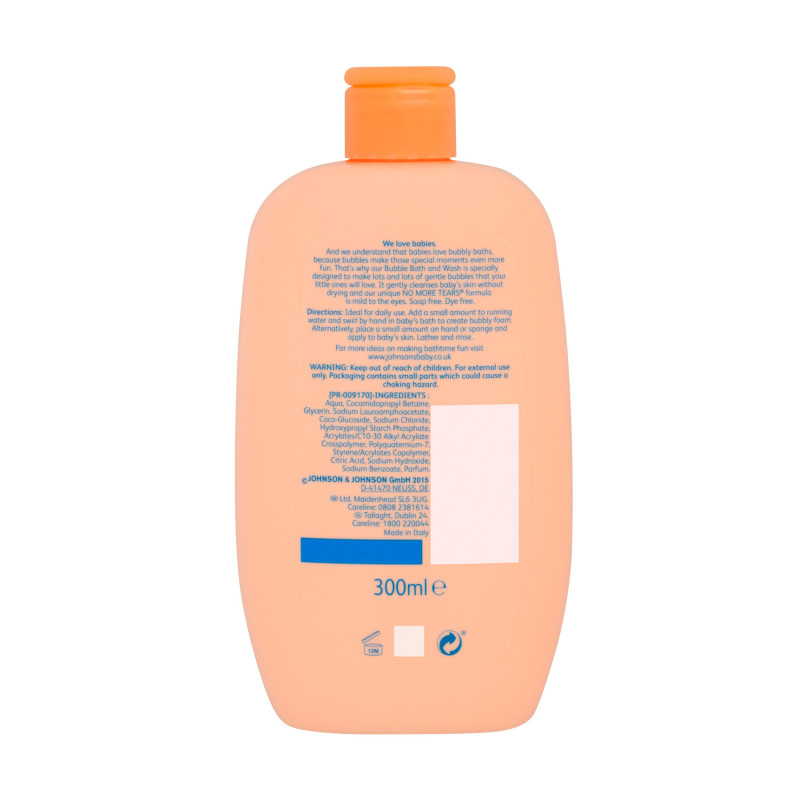 We love babies.
And we understand that babies love bubbly baths,
because bubbles make those special moments even more
fun. That's why our Bubble Bath and Wash is specially
designed to make lots and lots of gentle bubbles that your
little ones will love. It gently cleanses baby's skin without
drying and our unique NO MORE TEARS® formula
is mild to the eyes. Soap free. Dye free.
Directions: Ideal for daily use. Add a small amount to running
water and swirl by hand in baby's bath to create bubbly foam.
Alternatively, place a small amount on hand or sponge and
apply to baby's skin. Lather and rinse.
For more ideas on making bathtime fun visit
www.johnsonsbaby.co.uk
WARNING: Keep out of reach of children. For external use
only. Packaging contains small parts which could cause a
choking hazard.
[PR-009170]-INGREDIENTS :
Aqua, Cocamidopropyl Betaine,
Glycerin, Sodium Lauroamphoacetate,
Coco-Glucoside, Sodium Chloride,
Hydroxypropyl Starch Phosphate,
Acrylates/C10-30 Alkyl Acrylate
Crosspolymer, Polyquaternium-7,
Styrene/Acrylates Copolymer,
Citric Acid, Sodium Hydroxide,
Sodium Benzoate, Parfum.
©JOHNSON & JOHNSON GmbH 2015
D-41470 NEUSS, DE
Ltd. Maidenhead SL6 3UG.
Careline: 0808 2381614
Tallaght, Dublin 24.
Careline: 1800 220044
Made in Italy
300ml ℮
12M
®